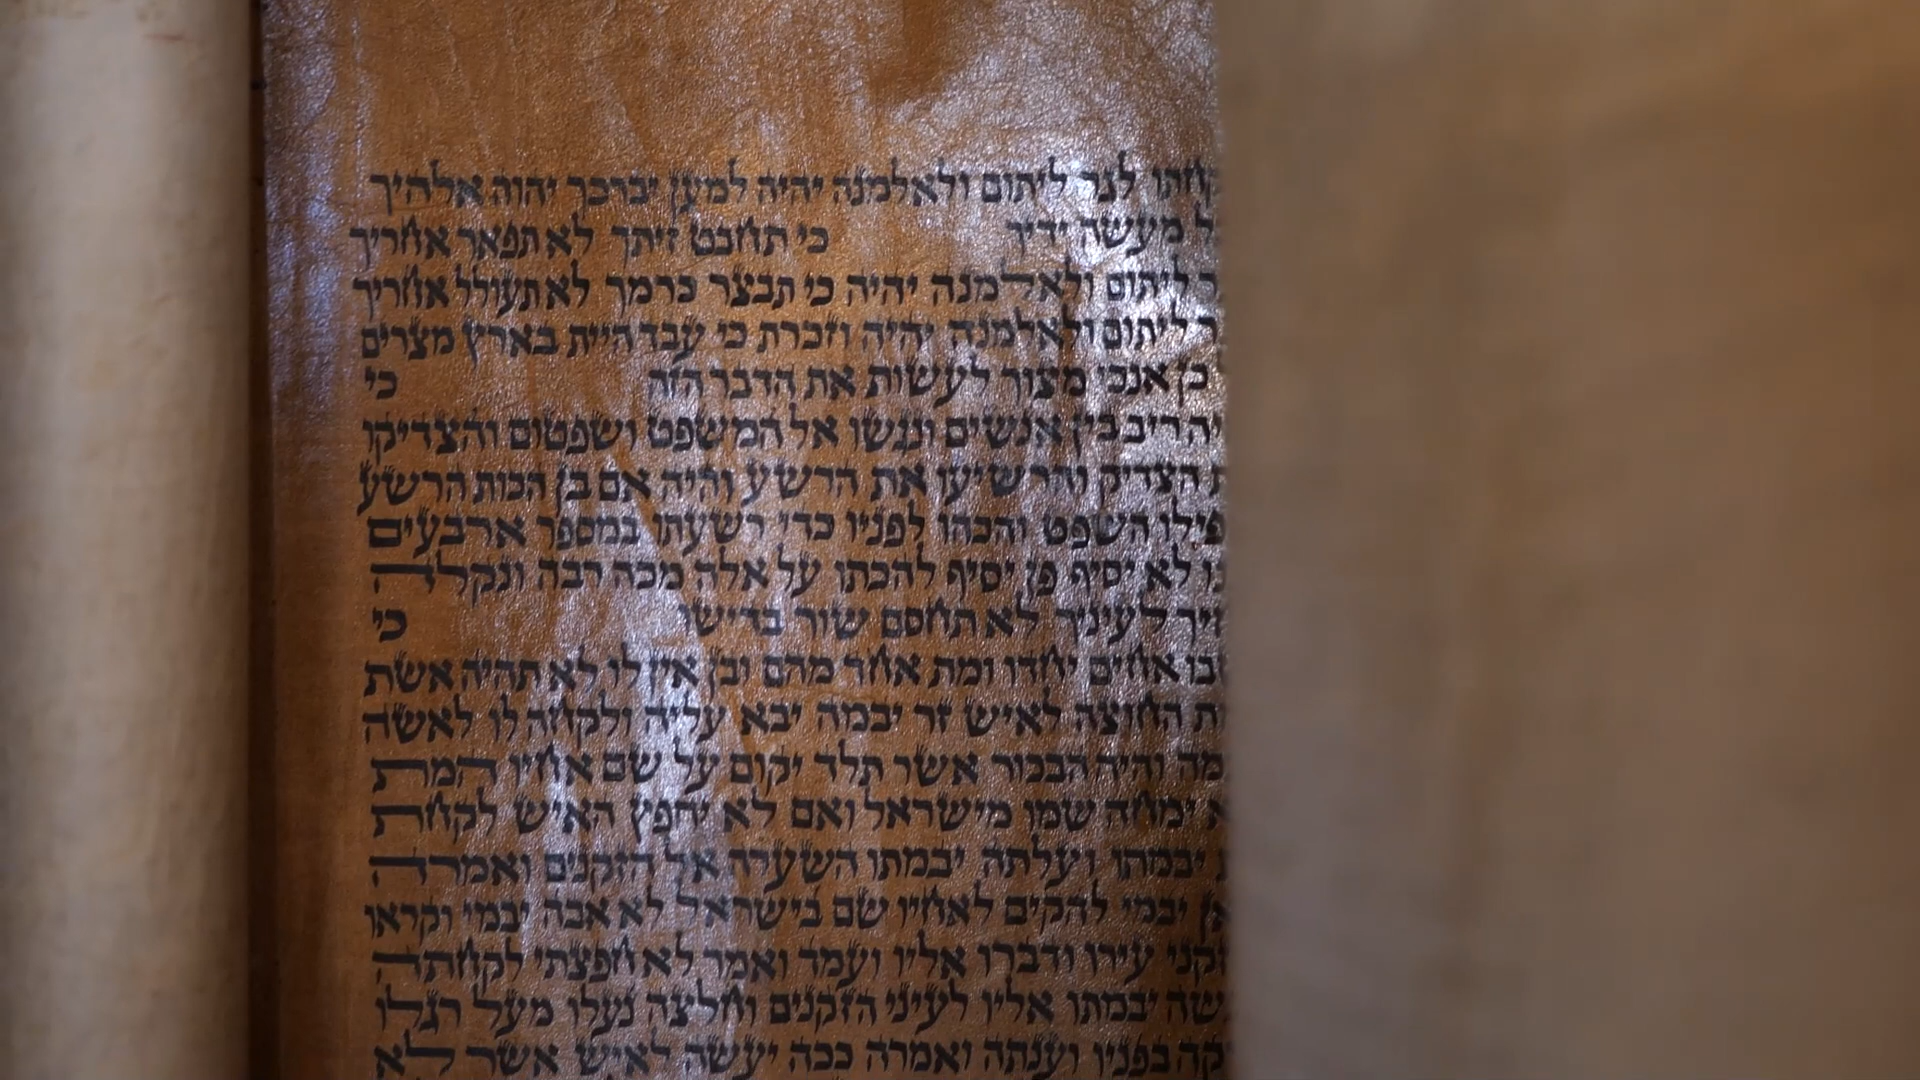 לגר ליתום ולאלמנה יהיה למען יברכך יהוה אלהיך
מעשה ידיך כי תחבט זיתך לא תפאר אחריך
ליתום ולאלמנה יהיה כי תבצר כרמך לא תעולל אחריך
ליתום ולאלמנה יהיה וזכרת כי עבד היית בארץ מצרים
כן אנכי מצוך לעשות את הדבר הזה כי
ריב בין אנשים ונגשו אל המשפט ושפטום והצדיקו
הצדיק והרשיעו את הרשע והיה אם בן הכות הרשע
השפט והכהו לפניו כדי רשעתו במספר ארבעים
לא יסיף פן יסיף להכתו על אלה מכה רבה ונקלה
לעיניך לא תחסם שור בדישו כי
אחים יחדו ומת אחד מהם ובן אין לו לא תהיה אשת
החוצה לאיש זר יבמה יבא עליה ולקחה לו לאשה
והיה הבכור אשר תלד יקום על שם אחיו המת
ימחה שמו מישראל ואם לא יחפץ האיש לקחת
יבמתו ועלתה יבמתו השערה אל הזקנים ואמרה
יבמי להקים לאחיו שם בישראל לא אבה יבמי וקראו
עירו ודברו אליו ועמד ואמר לא חפצתי לקחתה
יבמתו אליו לעיני הזקנים וחלצה נעלו מעל רגלו
בפניו וענתה ואמרה ככה יעשה לאיש אשר לא